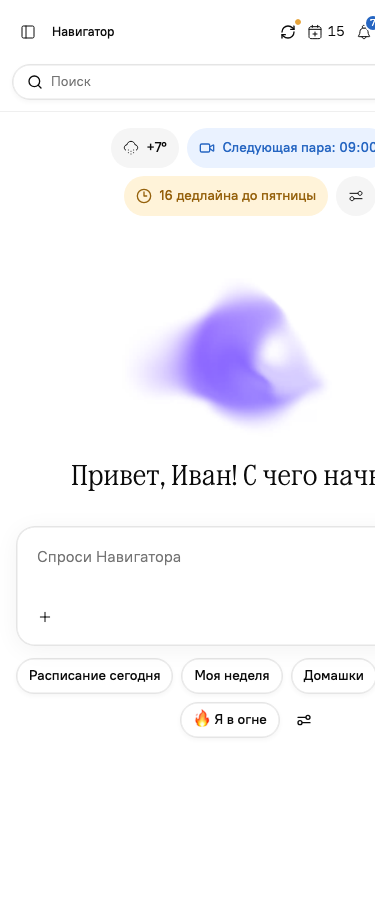 Навигатор
15
7
Поиск
+7°
Следующая пара: 09:00
16 дедлайна до пятницы
Привет, Иван! С чего
Спроси Навигатора
Расписание сегодня
Моя неделя
Домашки
🔥 Я в огне